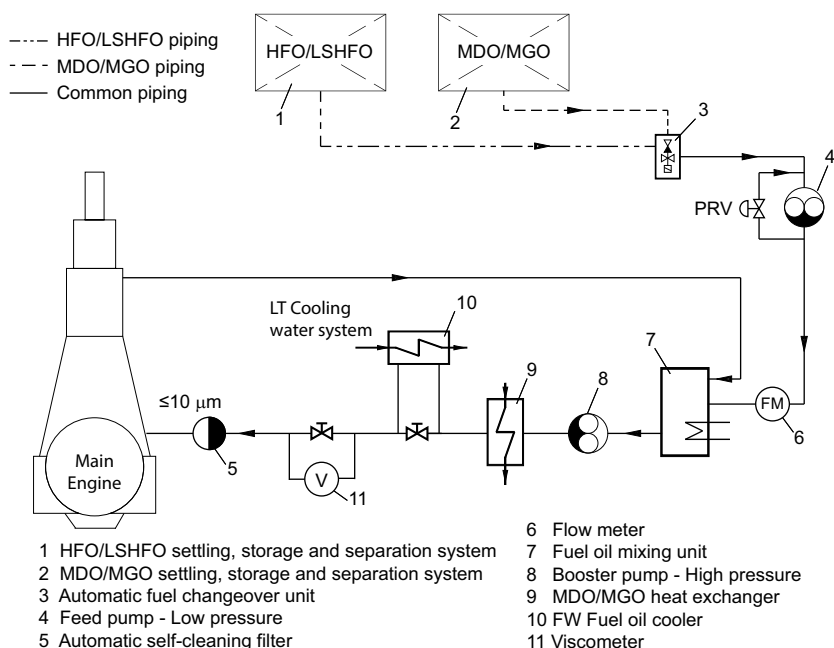 HFO/LSHFO piping
MDO/MGO piping
Common piping
HFO/LSHFO
MDO/MGO
1
2
3
4
PRV
LT Cooling
water system
10
9
8
7
FM
6
≤10 μm
5
V
11
Main
Engine
1 HFO/LSHFO settling, storage and separation system
2 MDO/MGO settling, storage and separation system
3 Automatic fuel changeover unit
4 Feed pump - Low pressure
5 Automatic self-cleaning filter
6 Flow meter
7 Fuel oil mixing unit
8 Booster pump - High pressure
9 MDO/MGO heat exchanger
10 FW Fuel oil cooler
11 Viscometer